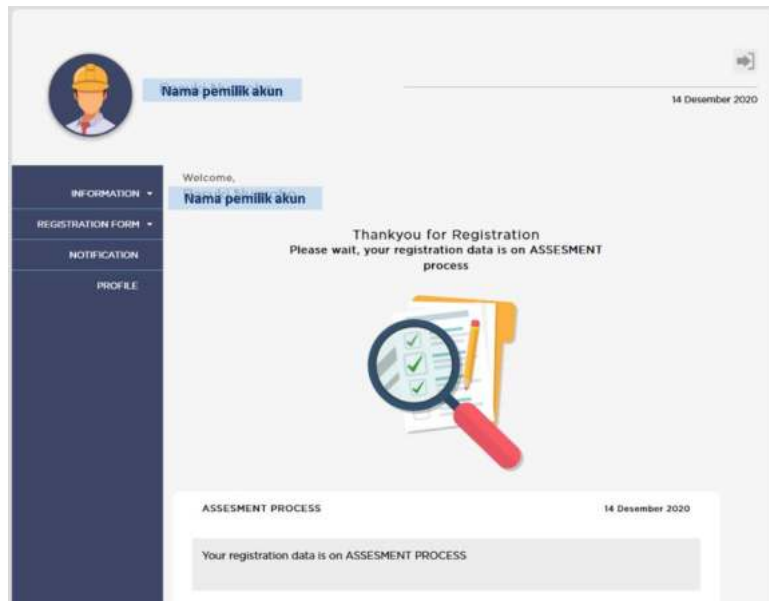 Nama pemilik akun
14 Desember 2020
Welcome,
Nama pemilik akun
INFORMATION
REGISTRATION FORM
NOTIFICATION
PROFILE
Thankyou for Registration
Please wait, your registration data is on ASSESMENT
process
ASSESMENT PROCESS 14 Desember 2020
Your registration data is on ASSESMENT PROCESS